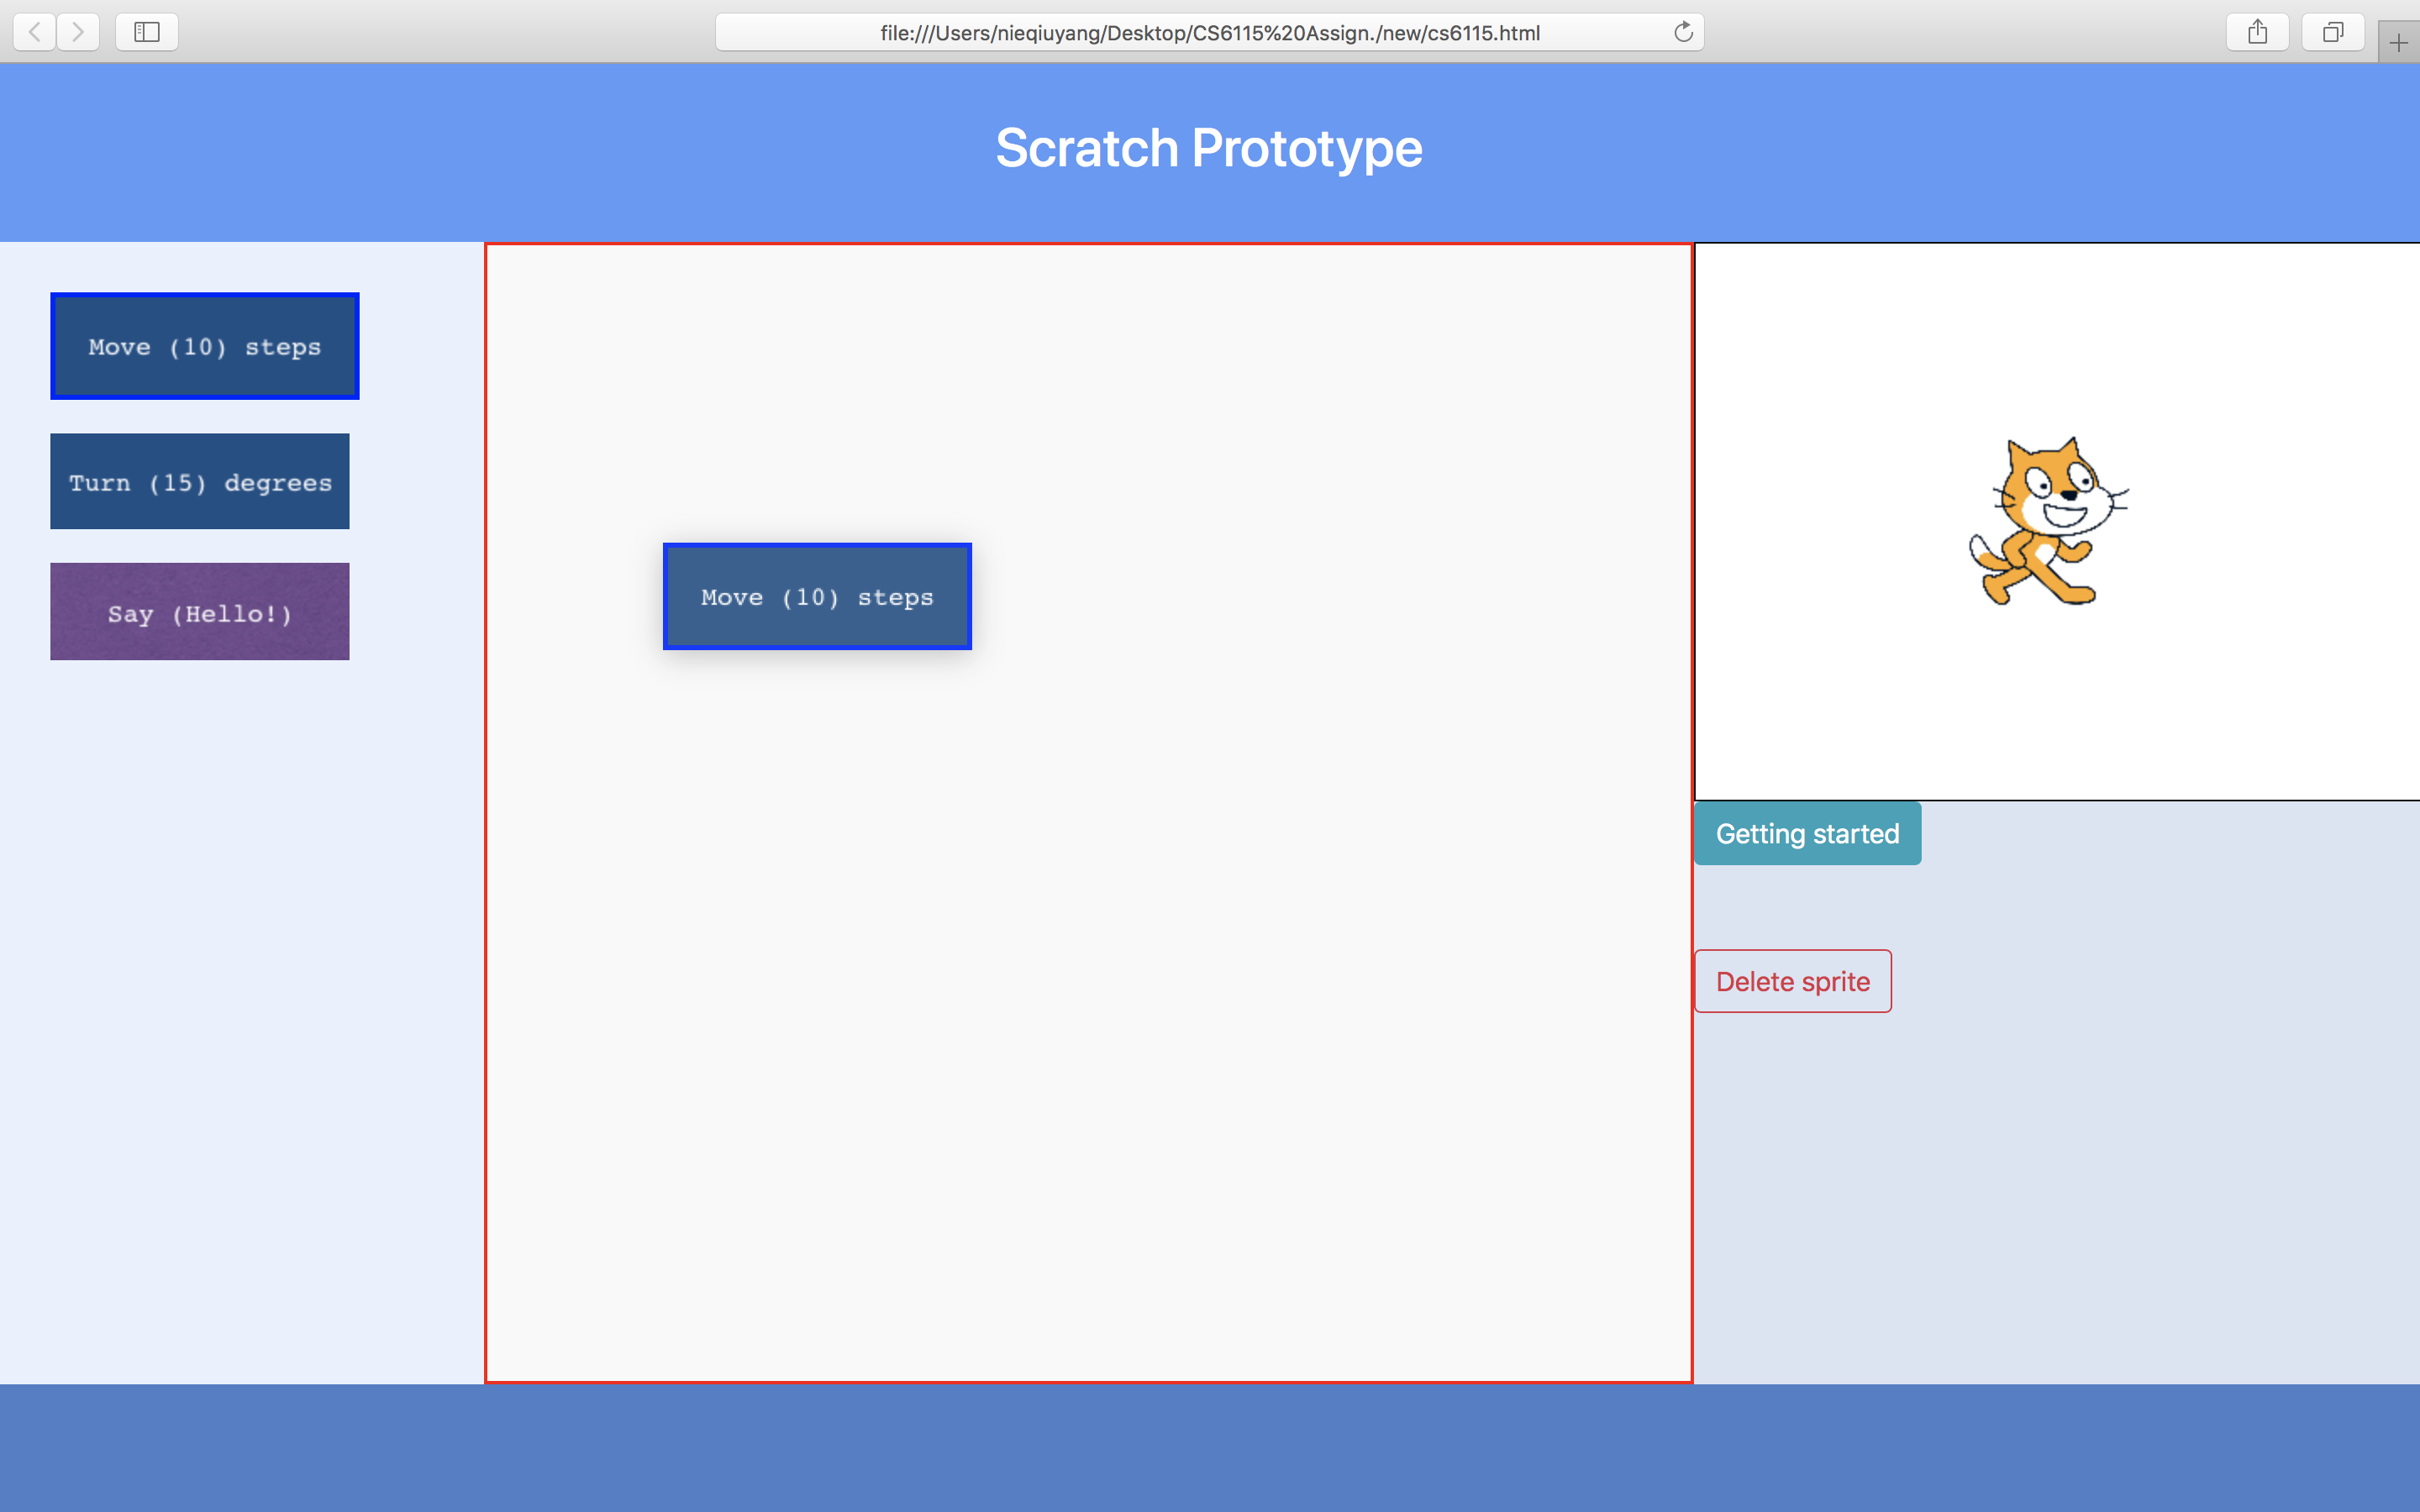 file:///Users/nieqiuyang/Desktop/CS6115%20Assign./new/cs6115.html
Scratch Prototype
Move (10) steps
Turn (15) degrees
Say (Hello!)
Move (10) steps
Getting started
Delete sprite